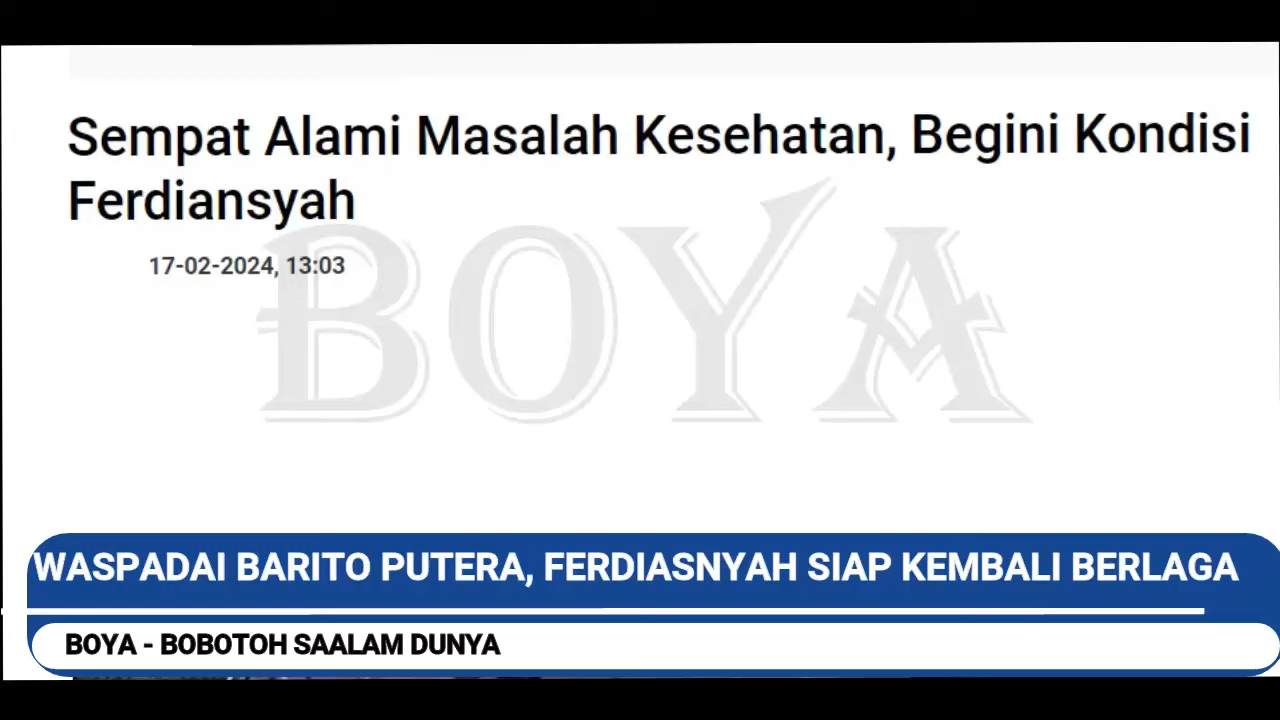 Sempat Alami Masalah Kesehatan, Begini Kondisi
Ferdiansyah
17-02-2024, 13:03
BOYA
WASPADAI BARITO PUTERA, FERDIASNYAH SIAP KEMBALI BERLAGA
BOYA - BOBOTOH SAALAM DUNYA